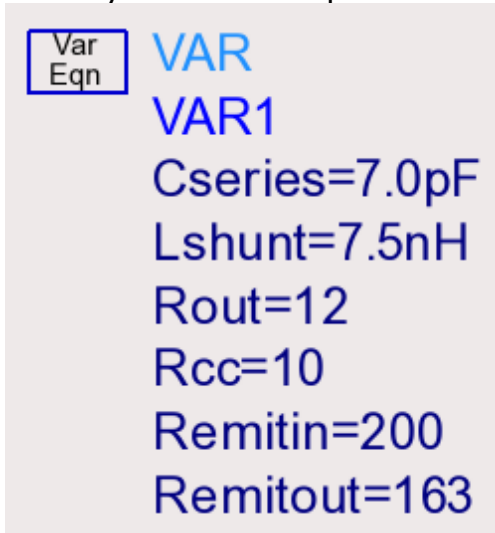 Var
Eqn
VAR
VAR1
Cseries=7.0pF
Lshunt=7.5nH
Rout=12
Rcc=10
Remitin=200
Remitout=163